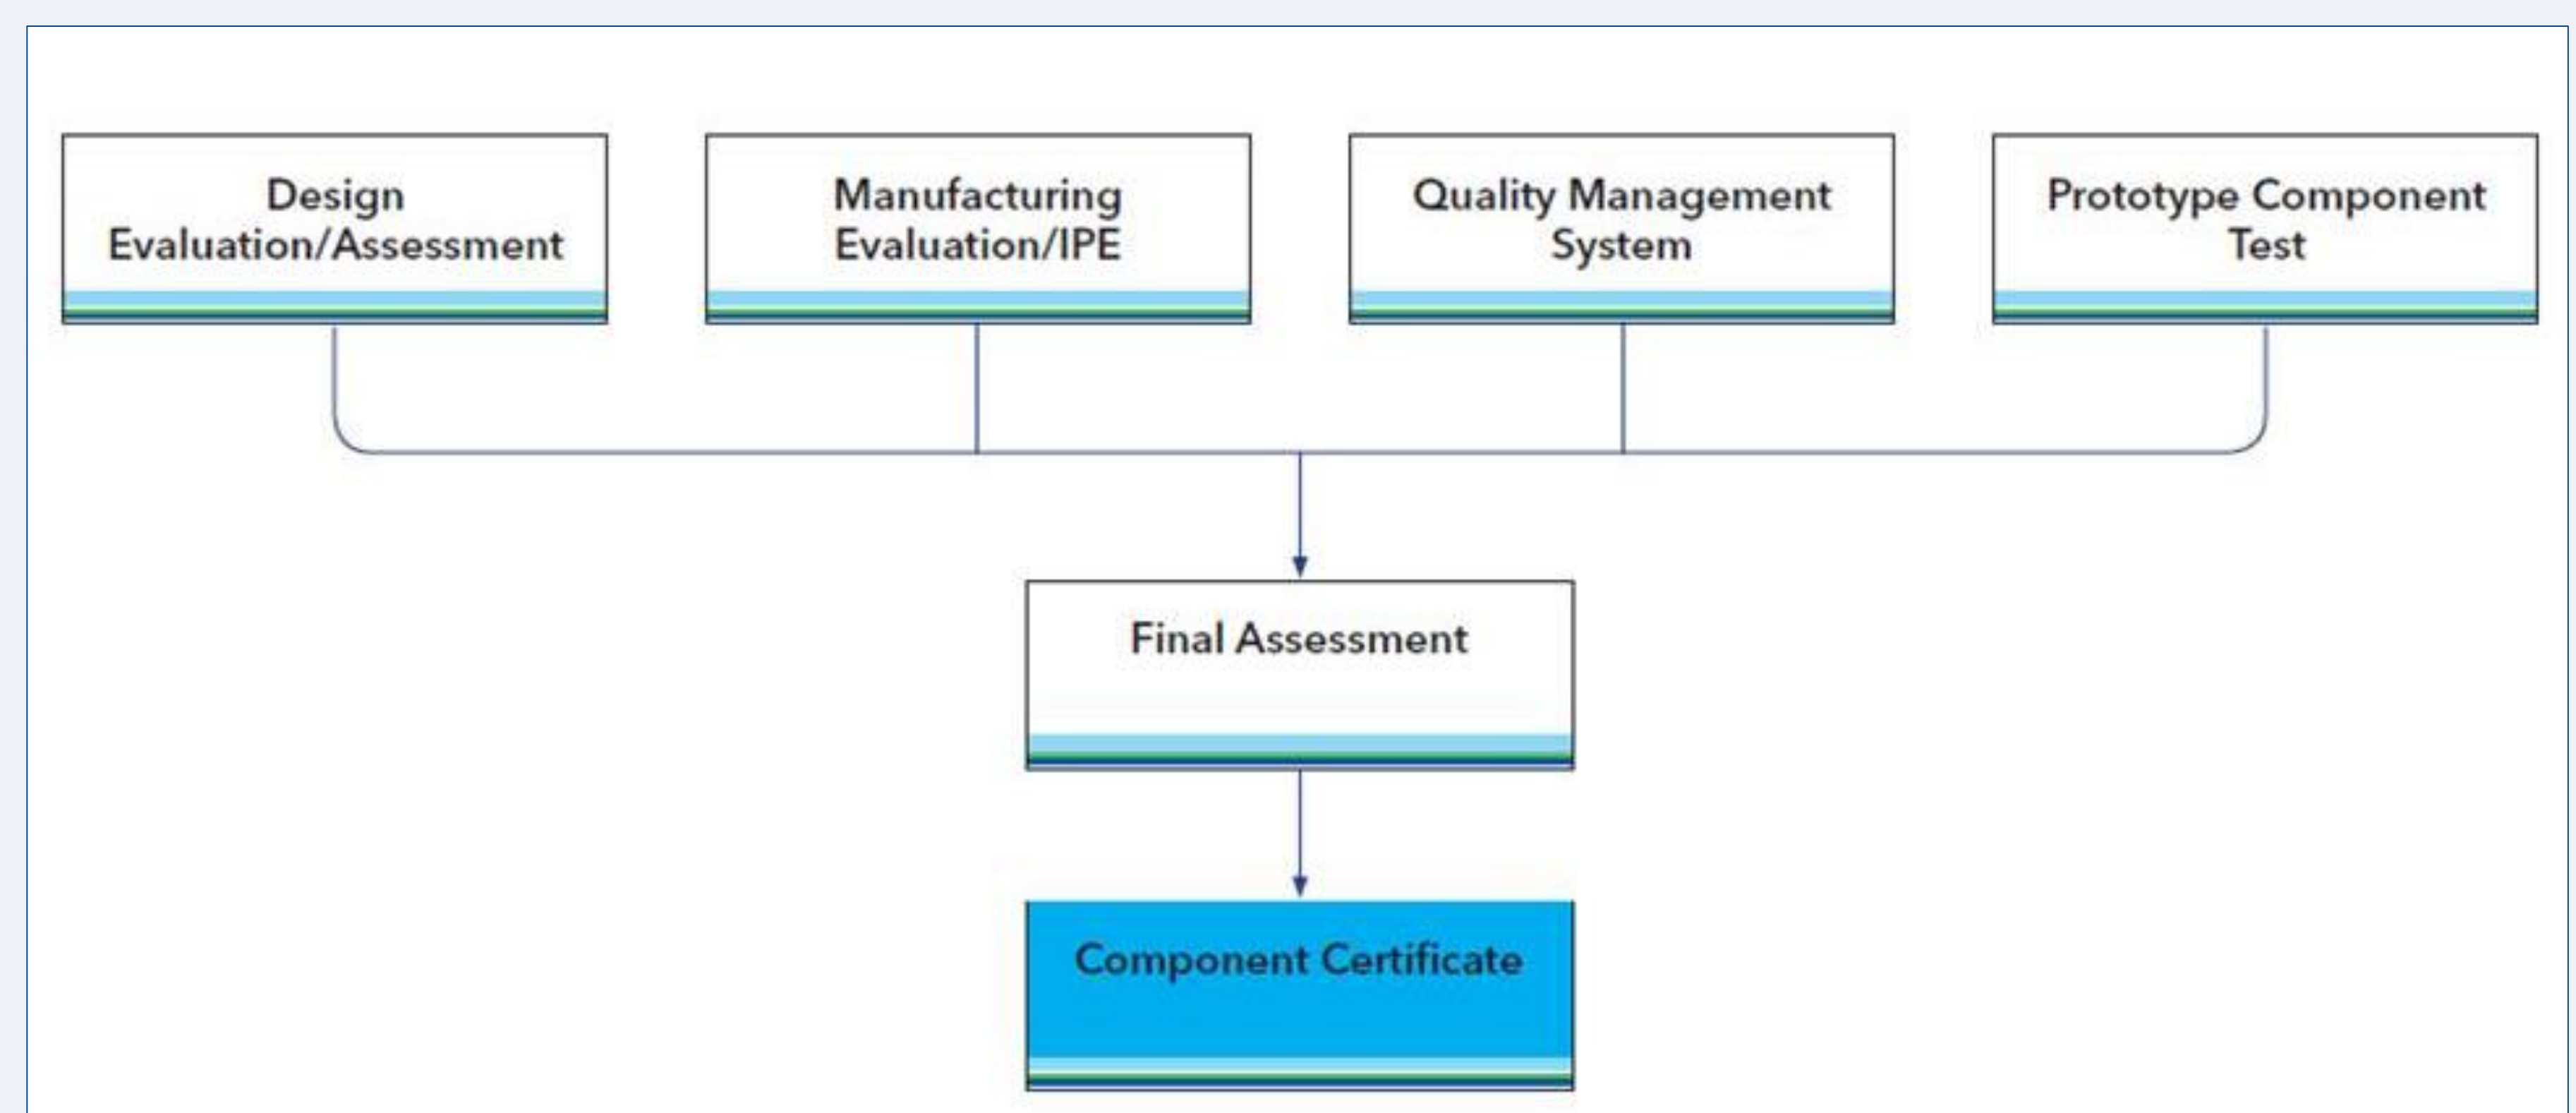 Design
Evaluation/Assessment
Manufacturing
Evaluation/IPE
Quality Management
System
Prototype Component
Test
Final Assessment
Component Certificate